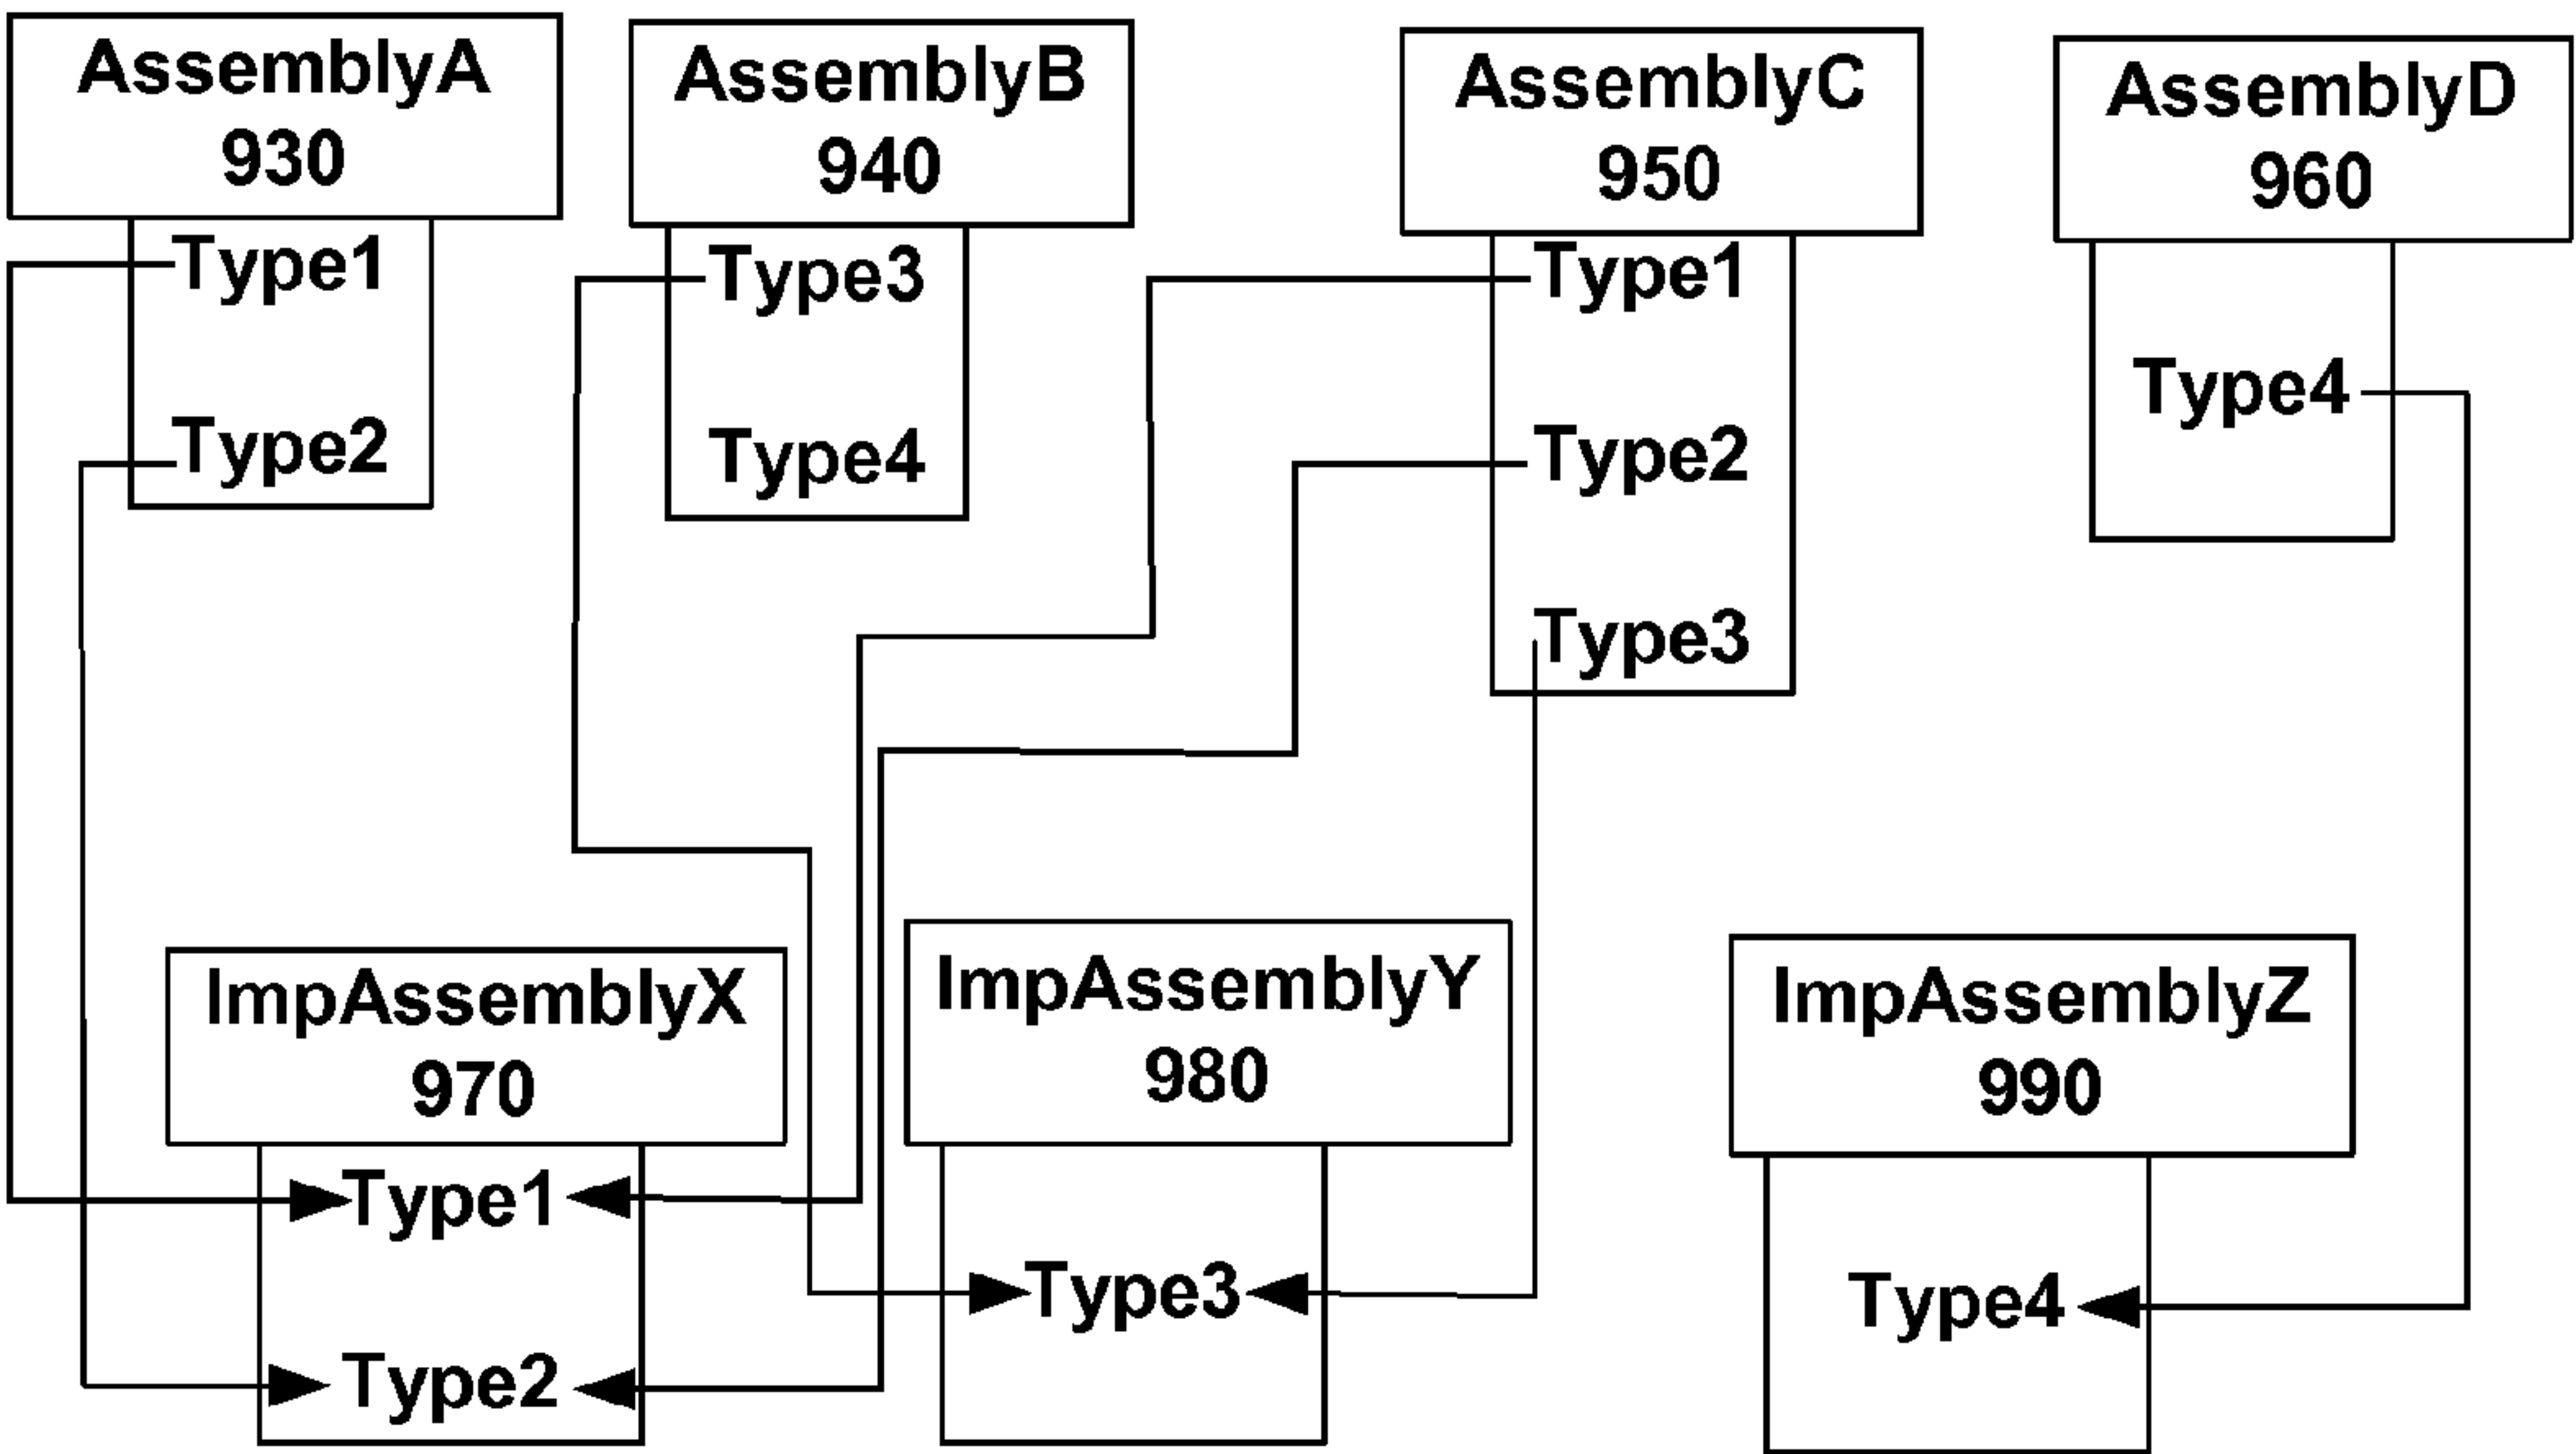 AssemblyA
930
Type1
Type2
AssemblyB
940
Type3
Type4
AssemblyC
950
Type1
Type2
Type3
AssemblyD
960
Type4
ImpAssemblyX
970
Type1
Type2
ImpAssemblyY
980
Type3
ImpAssemblyZ
990
Type4